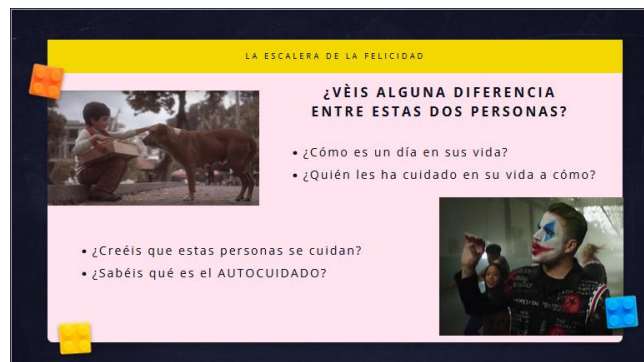 LA ESCALERA DE LA FELICIDAD
¿VÈIS ALGUNA DIFERENCIA
ENTRE ESTAS DOS PERSONAS?
• ¿Cómo es un día en sus vida?
• ¿Quién les ha cuidado en su vida a cómo?
• ¿Creéis que estas personas se cuidan?
• ¿Sabéis qué es el AUTOCUIDADO?